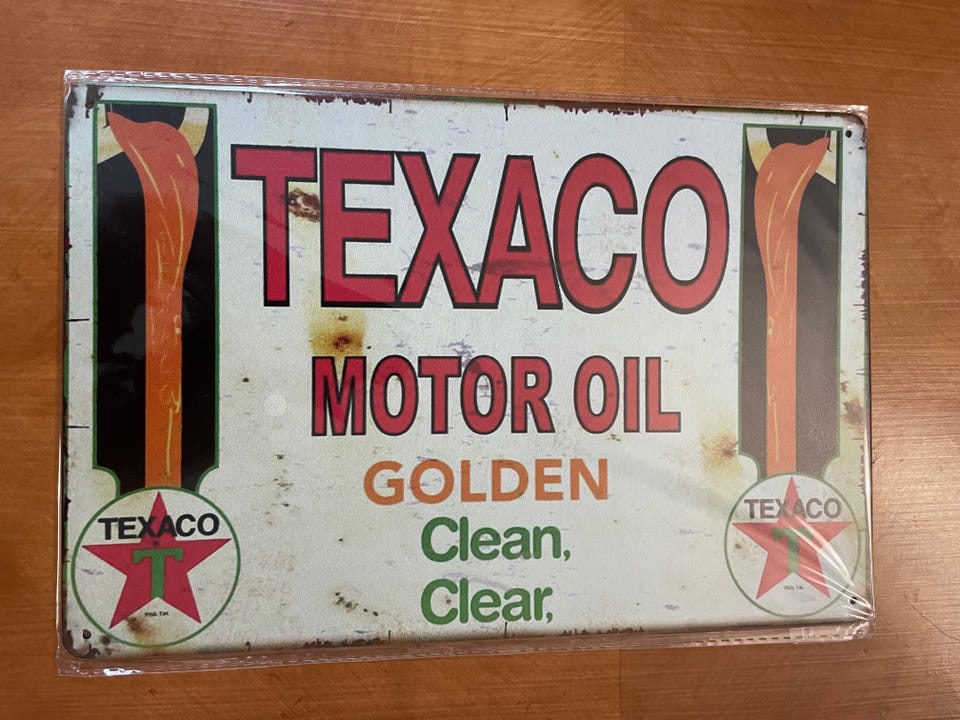 TEXACO
MOTOR OIL
GOLDEN
Clean,
Clear,
TEXACO
T
TEXACO
T